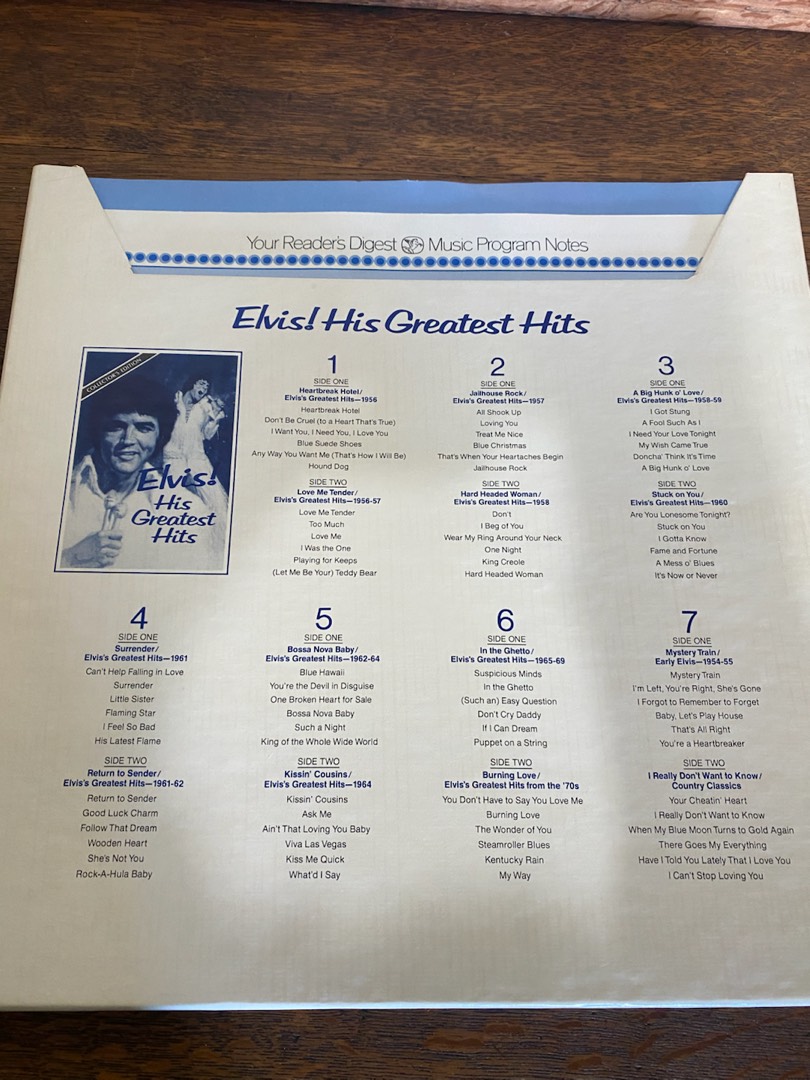 Your Reader's Digest Music Program Notes
Elvis! His Greatest Hits
COLLECTOR'S EDITION
Elvis!
His
Greatest
Hits
1
SIDE ONE
Heartbreak Hotel/
Elvis's Greatest Hits—1956
Heartbreak Hotel
Don't Be Cruel (to a Heart That's True)
I Want You, I Need You, I Love You
Blue Suede Shoes
Any Way You Want Me (That's How I Will Be)
Hound Dog
SIDE TWO
Love Me Tender/
Elvis's Greatest Hits—1956-57
Love Me Tender
Too Much
Love Me
I Was the One
Playing for Keeps
(Let Me Be Your) Teddy Bear
2
SIDE ONE
Jailhouse Rock/
Elvis's Greatest Hits—1957
All Shook Up
Loving You
Treat Me Nice
Blue Christmas
That's When Your Heartaches Begin
Jailhouse Rock
SIDE TWO
Hard Headed Woman/
Elvis's Greatest Hits—1958
Don't
I Beg of You
Wear My Ring Around Your Neck
One Night
King Creole
Hard Headed Woman
3
SIDE ONE
A Big Hunk o' Love/
Elvis's Greatest Hits—1958-59
I Got Stung
A Fool Such As I
I Need Your Love Tonight
My Wish Came True
Doncha' Think It's Time
A Big Hunk o' Love
SIDE TWO
Stuck on You/
Elvis's Greatest Hits—1960
Are You Lonesome Tonight?
Stuck on You
I Gotta Know
Fame and Fortune
A Mess o' Blues
It's Now or Never
4
SIDE ONE
Surrender/
Elvis's Greatest Hits—1961
Can't Help Falling in Love
Surrender
Little Sister
Flaming Star
I Feel So Bad
His Latest Flame
SIDE TWO
Return to Sender/
Elvis's Greatest Hits—1961-62
Return to Sender
Good Luck Charm
Follow That Dream
Wooden Heart
She's Not You
Rock-A-Hula Baby
5
SIDE ONE
Bossa Nova Baby/
Elvis's Greatest Hits—1962-64
Blue Hawaii
You're the Devil in Disguise
One Broken Heart for Sale
Bossa Nova Baby
Such a Night
King of the Whole Wide World
SIDE TWO
Kissin' Cousins/
Elvis's Greatest Hits—1964
Kissin' Cousins
Ask Me
Ain't That Loving You Baby
Viva Las Vegas
Kiss Me Quick
What'd I Say
6
SIDE ONE
In the Ghetto/
Elvis's Greatest Hits—1965-69
Suspicious Minds
In the Ghetto
(Such an) Easy Question
Don't Cry Daddy
If I Can Dream
Puppet on a String
SIDE TWO
Burning Love/
Elvis's Greatest Hits from the '70s
You Don't Have to Say You Love Me
Burning Love
The Wonder of You
Steamroller Blues
Kentucky Rain
My Way
7
SIDE ONE
Mystery Train/
Early Elvis—1954-55
Mystery Train
I'm Left, You're Right, She's Gone
I Forgot to Remember to Forget
Baby, Let's Play House
That's All Right
You're a Heartbreaker
SIDE TWO
I Really Don't Want to Know/
Country Classics
Your Cheatin' Heart
I Really Don't Want to Know
When My Blue Moon Turns to Gold Again
There Goes My Everything
Have I Told You Lately That I Love You
I Can't Stop Loving You